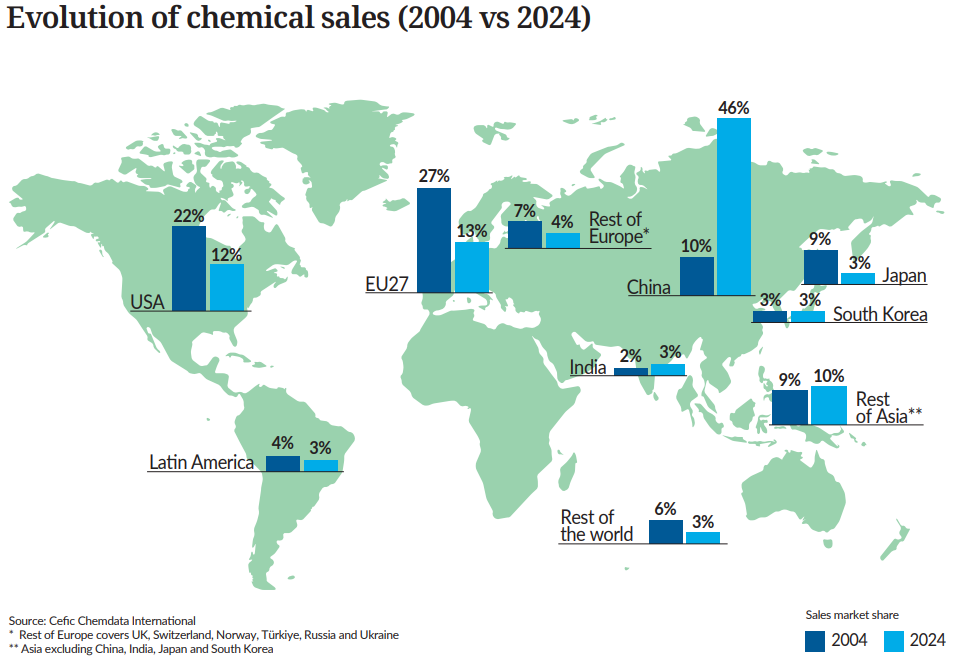 Evolution of chemical sales (2004 vs 2024)
46%
27%
22%
7%
4%
Rest of
Europe*
13%
12%
10%
9%
3%
EU27
China
Japan
USA
3%
3%
South Korea
India
2%
3%
9%
10%
Rest
of Asia**
Latin America
4%
3%
Rest of
the world
6%
3%
Source: Cefic Chemdata International
* Rest of Europe covers UK, Switzerland, Norway, Türkiye, Russia and Ukraine
** Asia excluding China, India, Japan and South Korea
Sales market share
2004
2024